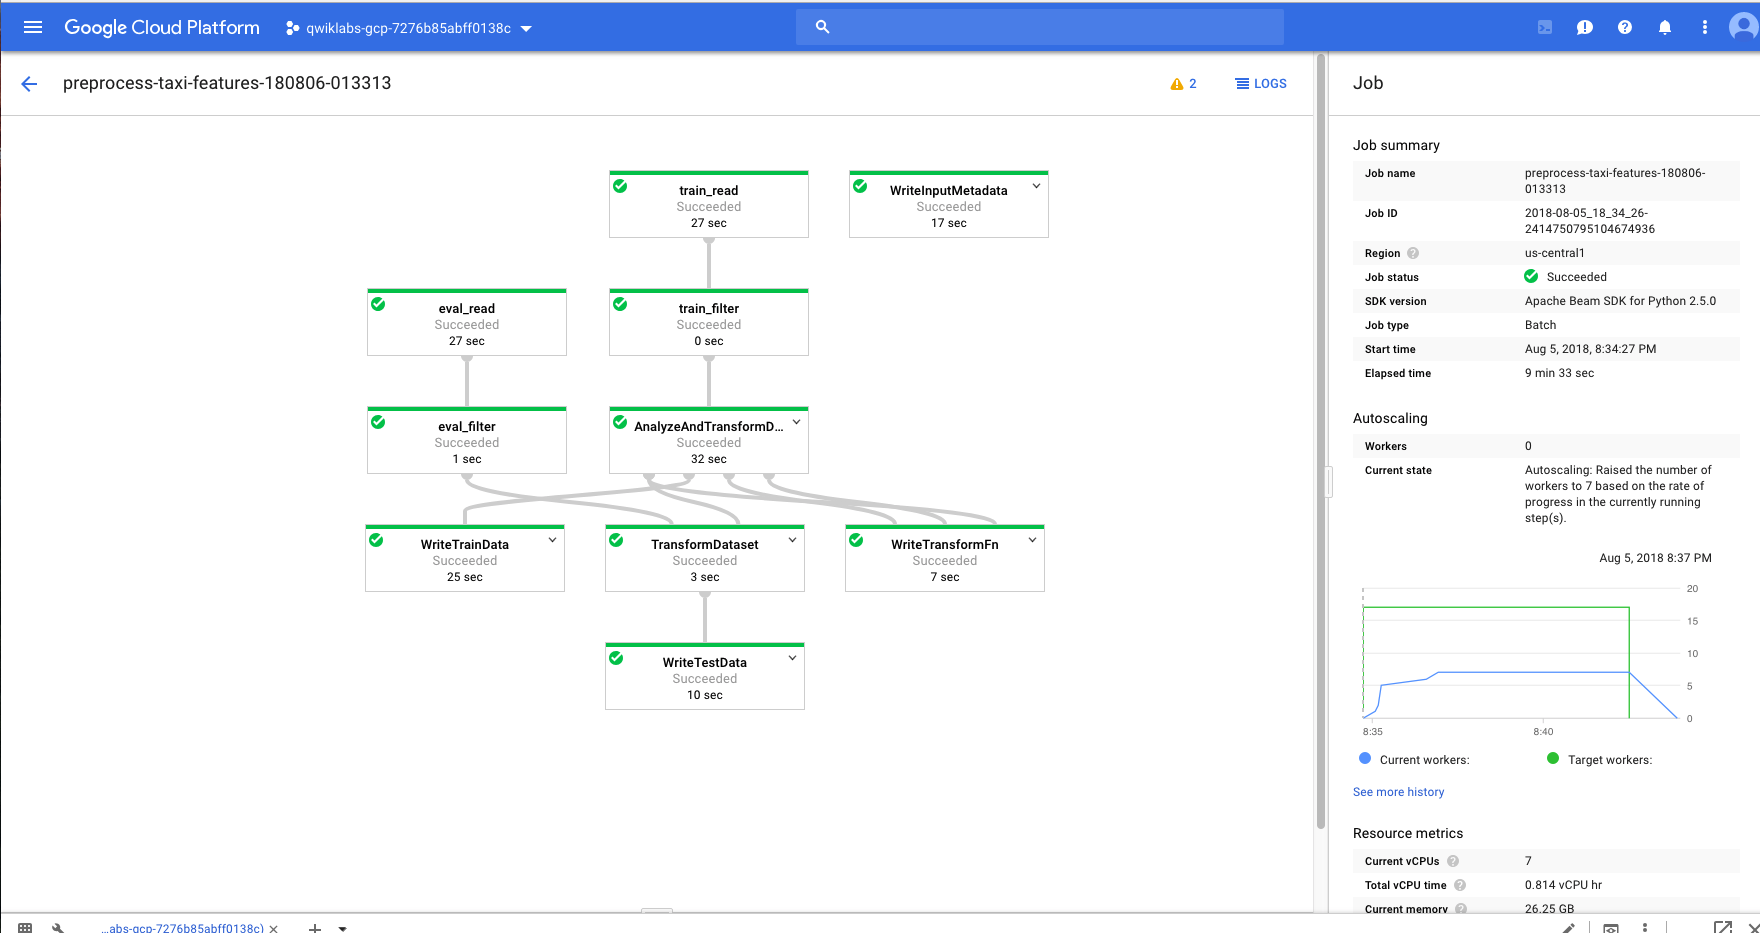 Google Cloud Platform
qwiklabs-gcp-7276b85abff0138c
preprocess-taxi-features-180806-013313
2
LOGS
train_read
Succeeded
27 sec
WriteInputMetadata
Succeeded
17 sec
eval_read
Succeeded
27 sec
train_filter
Succeeded
0 sec
eval_filter
Succeeded
1 sec
AnalyzeAndTransformD...
Succeeded
32 sec
WriteTrainData
Succeeded
25 sec
TransformDataset
Succeeded
3 sec
WriteTransformFn
Succeeded
7 sec
WriteTestData
Succeeded
10 sec
Job
Job summary
Job name
preprocess-taxi-features-180806-
013313
Job ID
2018-08-05_18_34_26-
2414750795104674936
Region
us-central1
Job status
Succeeded
SDK version
Apache Beam SDK for Python 2.5.0
Job type
Batch
Start time
Aug 5, 2018, 8:34:27 PM
Elapsed time
9 min 33 sec
Autoscaling
Workers
0
Current state
Autoscaling: Raised the number of
workers to 7 based on the rate of
progress in the currently running
step(s).
Aug 5, 2018 8:37 PM
20
15
10
5
0
8:35
8:40
Current workers:
Target workers:
See more history
Resource metrics
Current vCPUs
7
Total vCPU time
0.814 vCPU hr
Current memory
26.25 GB
...abs-gcp-7276b85abff0138c)